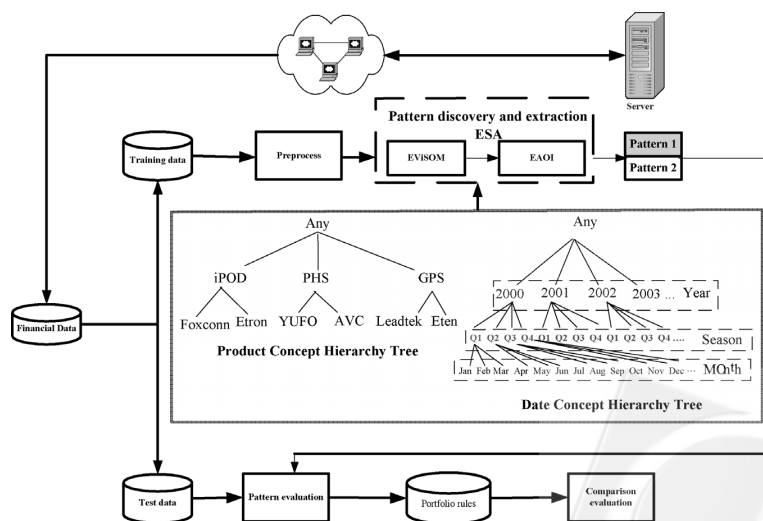 Server
Pattern discovery and extraction
ESA
Training data
Preprocess
EViSOM
EAOI
Pattern 1
Pattern 2
Any
iPOD PHS GPS
Foxconn Etron YUFO AVC Leadtek Eten
Product Concept Hierarchy Tree
Any
2000 2001 2002 2003 ... Year
Q1 Q2 Q3 Q4 Q1 Q2 Q3 Q4 Q1 Q2 Q3 Q4 .... Season
Jan Feb Mar Apr May Jun Jul Aug Sep Oct Nov Dec ... Month
Date Concept Hierarchy Tree
Financial Data
Test data
Pattern evaluation
Portfolio rules
Comparison
evaluation